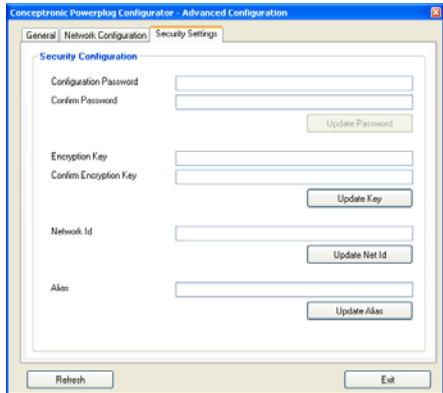 Conceptronic Powerplug Configurator - Advanced Configuration
General Network Configuration Security Settings
Security Configuration
Configuration Password
Confirm Password
Update Password
Encryption Key
Confirm Encryption Key
Update Key
Network Id
Update Net Id
Alias
Update Alias
Refresh Exit